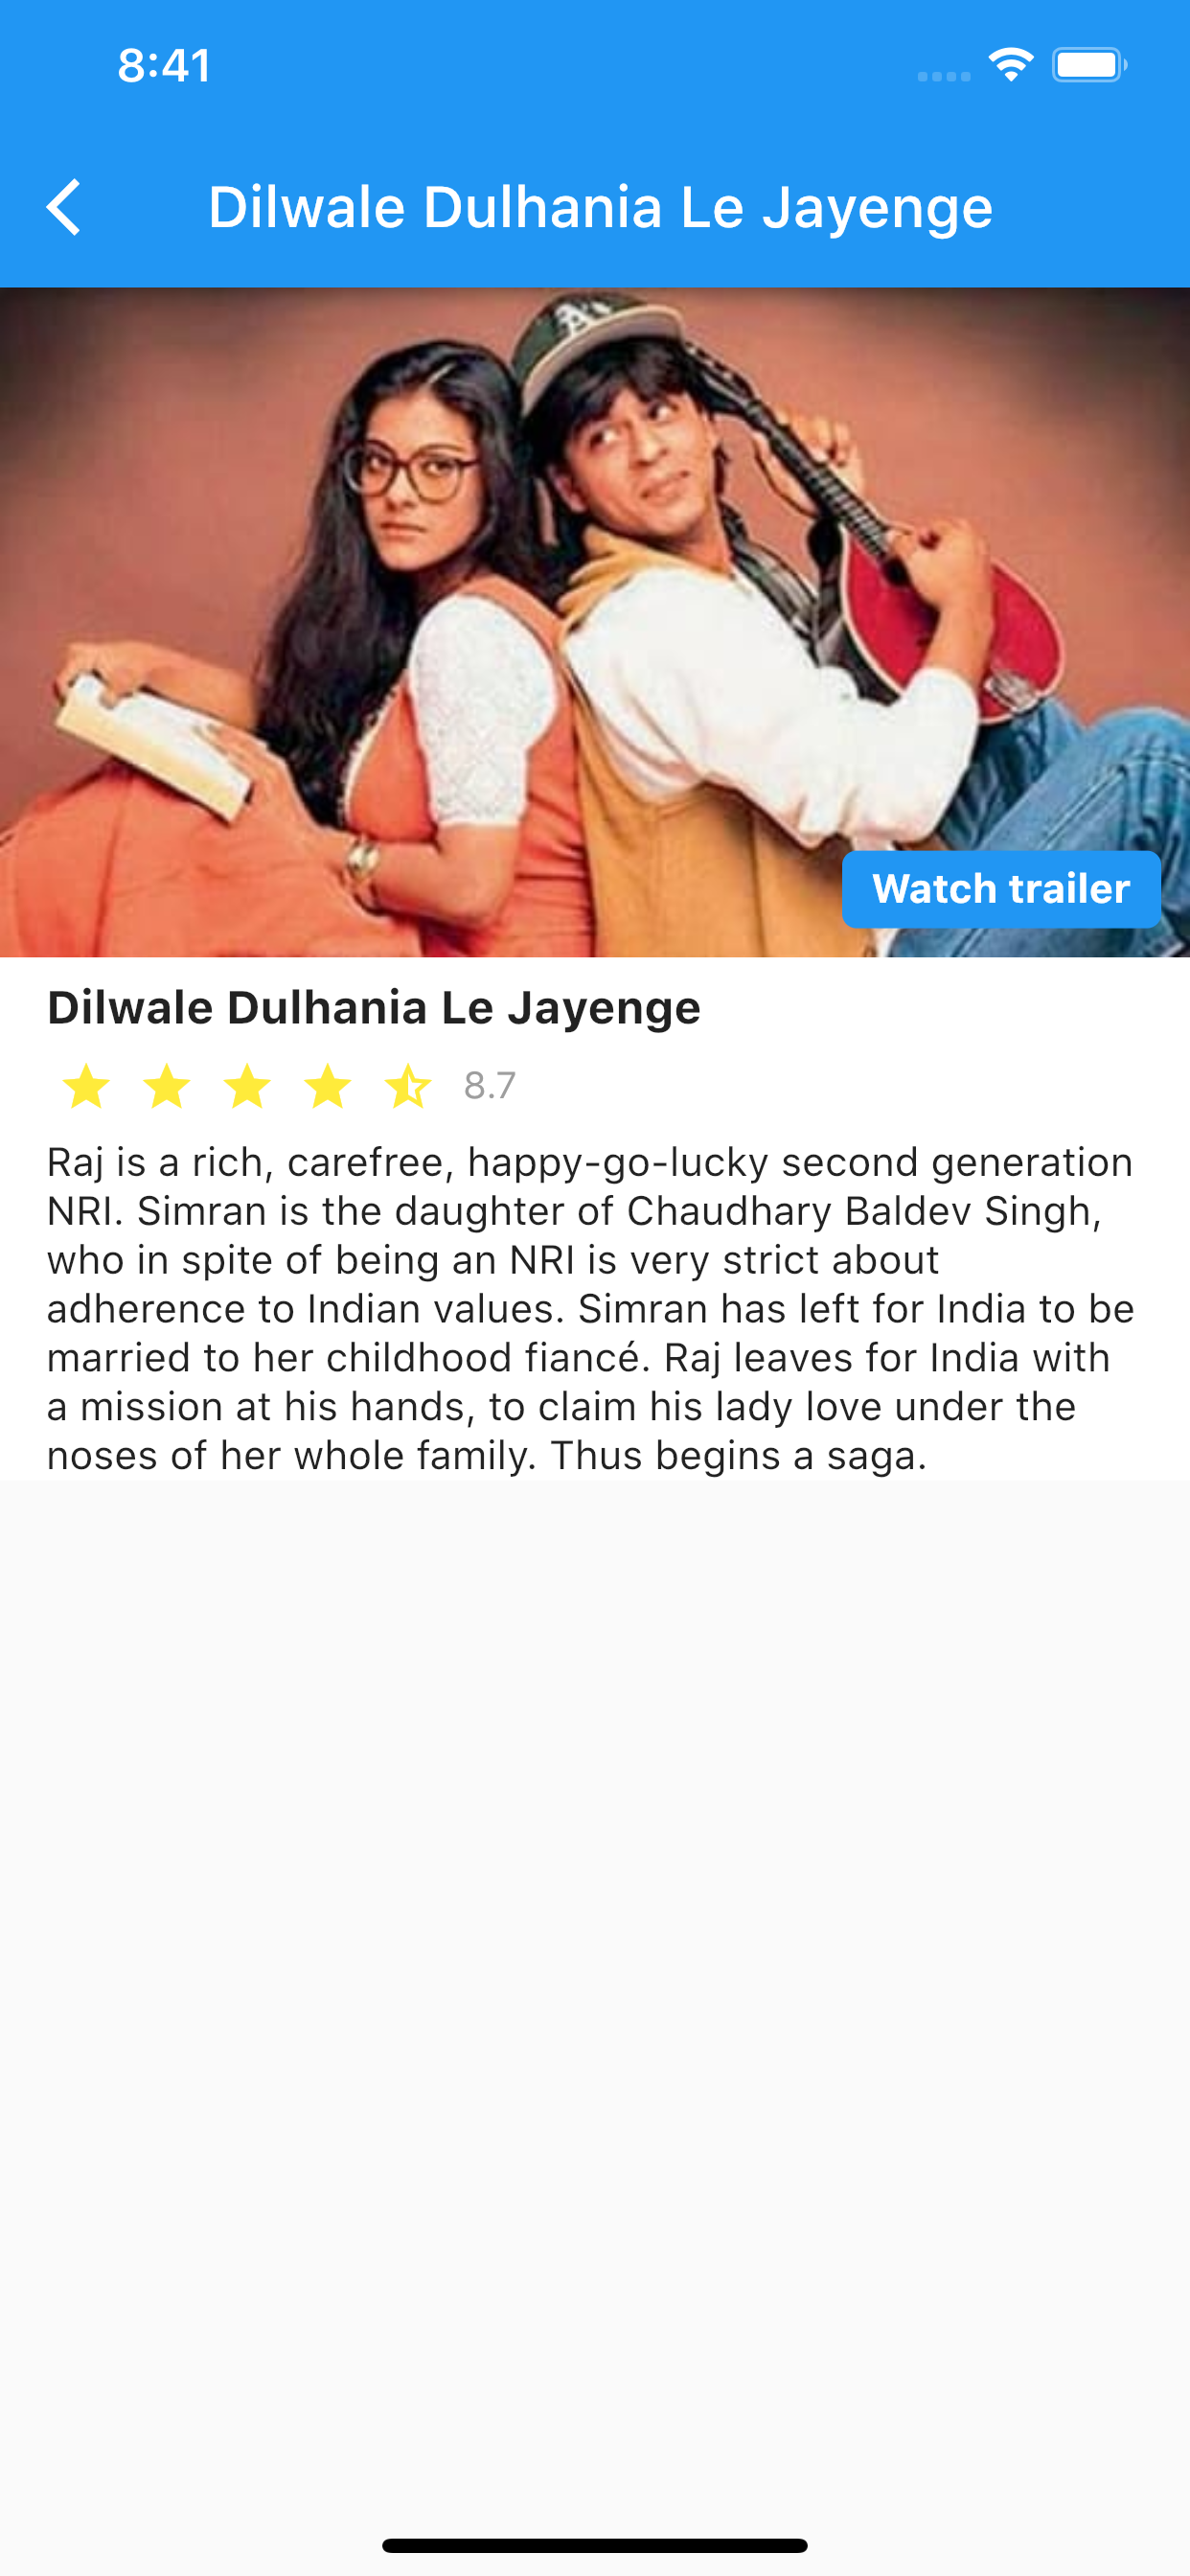 8:41
Dilwale Dulhania Le Jayenge
A's
Watch trailer
Dilwale Dulhania Le Jayenge
8.7
Raj is a rich, carefree, happy-go-lucky second generation
NRI. Simran is the daughter of Chaudhary Baldev Singh,
who in spite of being an NRI is very strict about
adherence to Indian values. Simran has left for India to be
married to her childhood fiancé. Raj leaves for India with
a mission at his hands, to claim his lady love under the
noses of her whole family. Thus begins a saga.